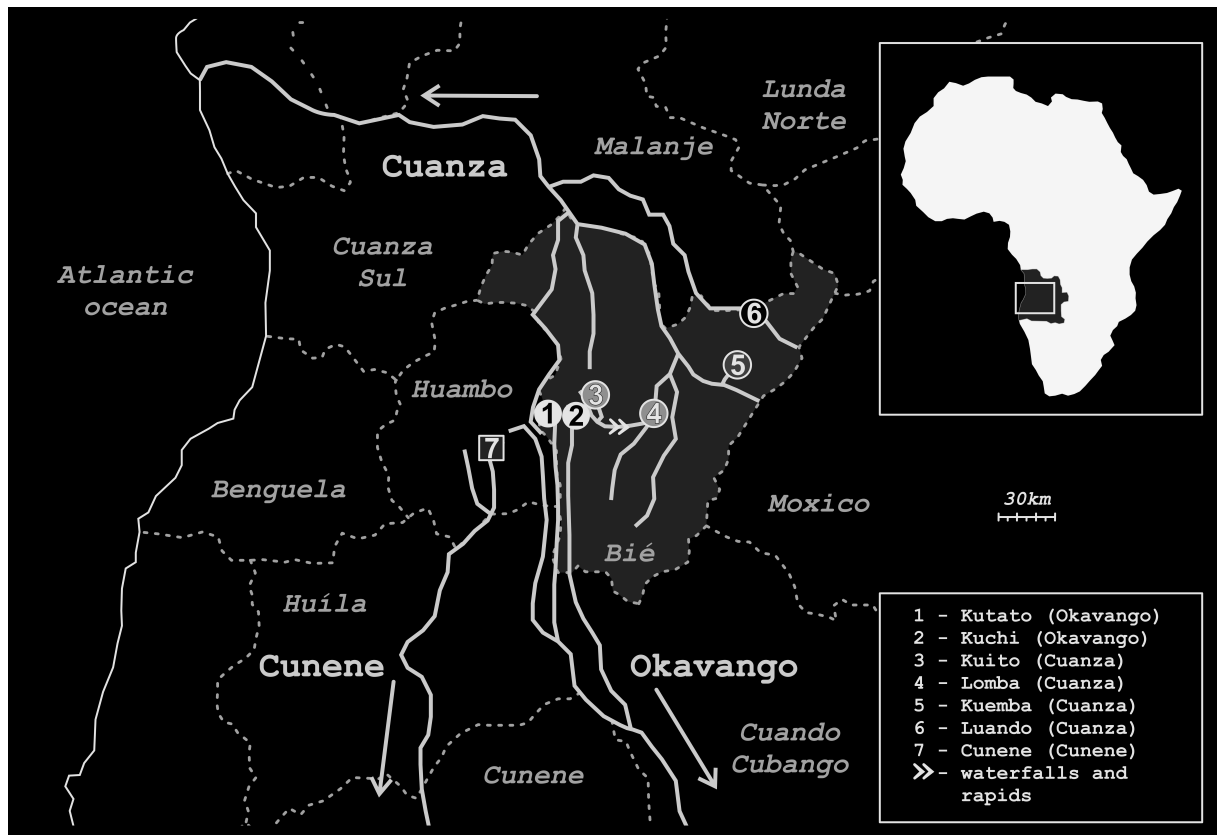 Lunda
Norte
Malanje
Cuanza
Cuanza
Sul
Atlantic
ocean
6
5
Huambo
3
1
2
4
7
Benguela
Moxico
30km
Bié
Huíla
Cunene
Okavango
Cuando
Cubango
Cunene
1 - Kutato (Okavango)
2 - Kuchi (Okavango)
3 - Kuito (Cuanza)
4 - Lomba (Cuanza)
5 - Kuemba (Cuanza)
6 - Luando (Cuanza)
7 - Cunene (Cunene)
- waterfalls and
rapids